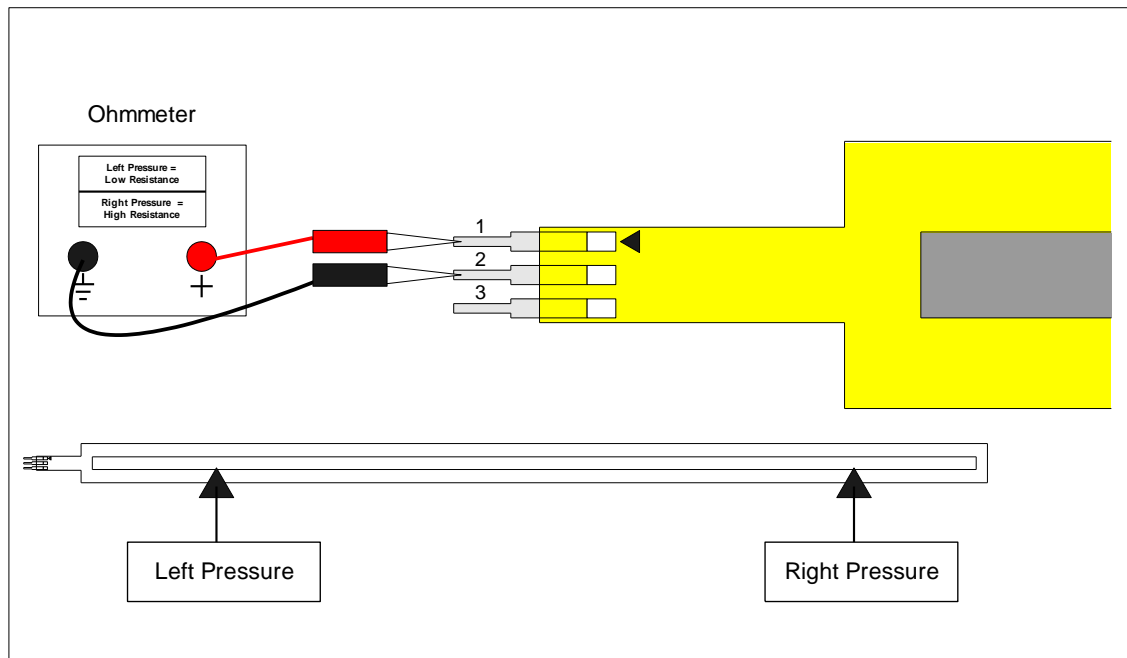 Ohmmeter
Left Pressure =
Low Resistance
Right Pressure =
High Resistance
1
2
3
Left Pressure
Right Pressure